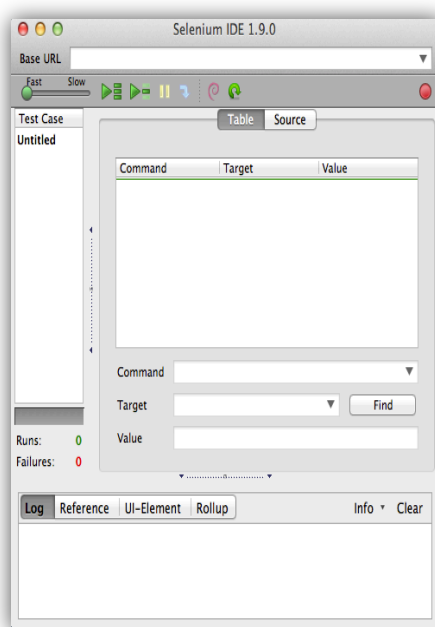 Selenium IDE 1.9.0
Base URL
Fast Slow
Test Case
Table Source
Untitled
Command Target Value
Command
Target Find
Value
Runs: 0
Failures: 0
Log Reference UI-Element Rollup Info Clear